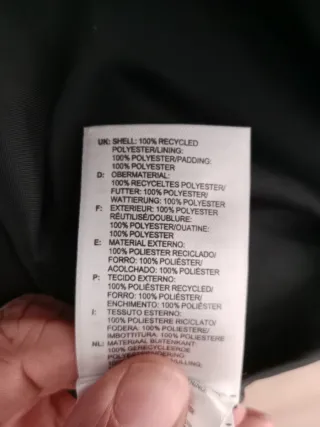 UK: SHELL: 100% RECYCLED
POLYESTER/LINING:
100% POLYESTER/PADDING:
100% POLYESTER
D: OBERMATERIAL:
100% RECYCELTES POLYESTER/
FUTTER: 100% POLYESTER/
WATTIERUNG: 100% POLYESTER
F: EXTERIEUR: 100% POLYESTER
RÉUTILISÉ/DOUBLURE:
100% POLYESTER/OUATINE:
100% POLYESTER
E: MATERIAL EXTERNO:
100% POLIESTER RECICLADO/
FORRO: 100% POLIÉSTER/
ACOLCHADO: 100% POLIÉSTER
P: TECIDO EXTERNO:
100% POLIÉSTER RECYCLED/
FORRO: 100% POLIÉSTER/
ENCHIMENTO: 100% POLIÉSTER
I: TESSUTO ESTERNO:
100% POLIESTERE RICICLATO/
FODERA: 100% POLIESTERE/
IMBOTTITURA: 100% POLIESTERE
NL: MATERIAAL BUITENKANT
100% GERECYCLEERDE